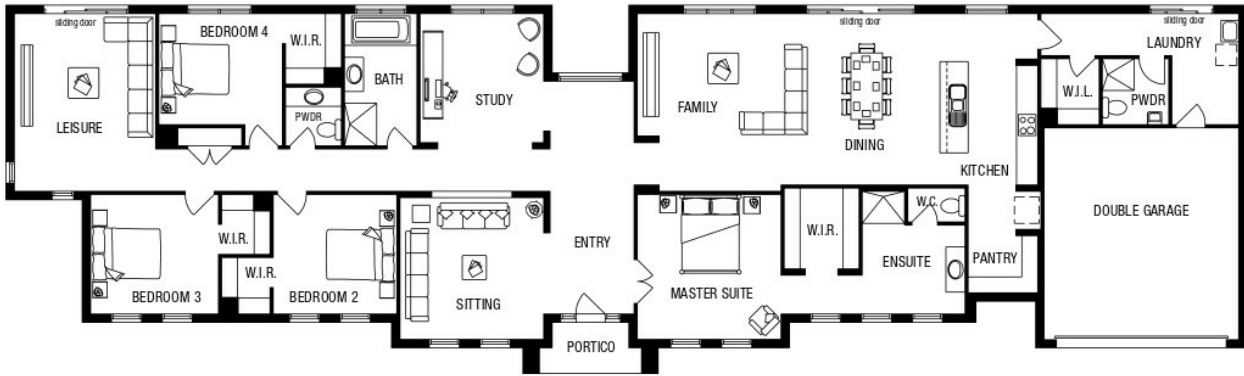 sliding door
BEDROOM 4
W.I.R.
BATH
PWDR
LEISURE
STUDY
FAMILY
DINING
KITCHEN
sliding door
sliding door
LAUNDRY
W.I.L.
PWDR
DOUBLE GARAGE
BEDROOM 3
W.I.R.
W.I.R.
BEDROOM 2
SITTING
ENTRY
PORTICO
MASTER SUITE
W.I.R.
W.C.
ENSUITE
PANTRY